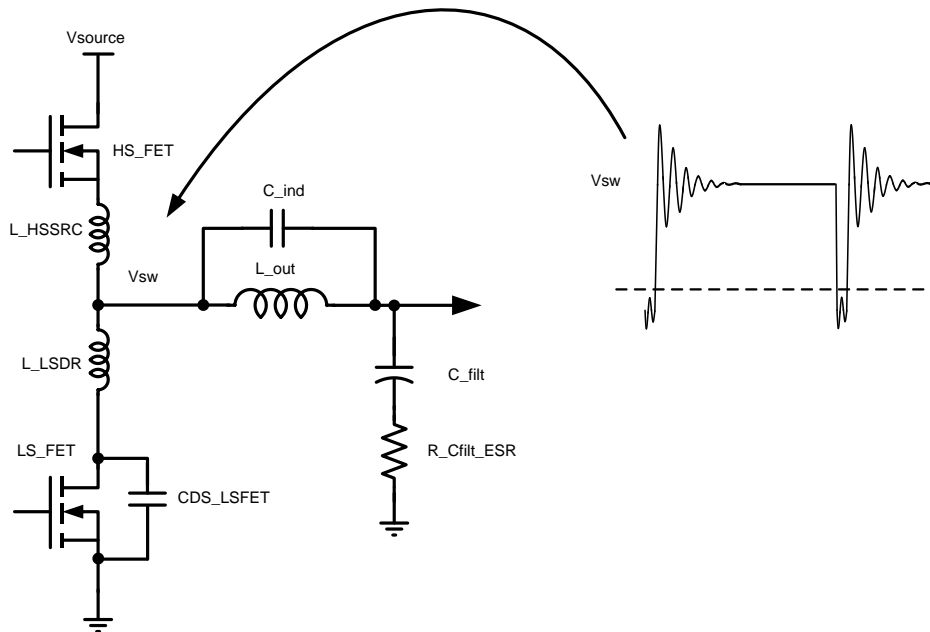 Vsource
HS_FET
C_ind
Vsw
L_HSSRC
L_out
Vsw
L_LSDR
C_filt
LS_FET
R_Cfilt_ESR
CDS_LSFET